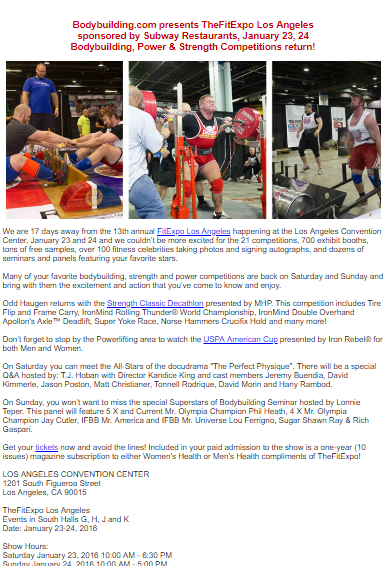 Bodybuilding.com presents TheFitExpo Los Angeles
sponsored by Subway Restaurants, January 23, 24
Bodybuilding, Power & Strength Competitions return!
We are 17 days away from the 13th annual FitExpo Los Angeles happening at the Los Angeles Convention
Center, January 23 and 24 and we couldn't be more excited for the 21 competitions, 700 exhibit booths,
tons of free samples, over 100 fitness celebrities taking photos and signing autographs, and dozens of
seminars and panels featuring your favorite stars.
Many of your favorite bodybuilding, strength and power competitions are back on Saturday and Sunday and
bring with them the excitement and action that you've come to know and enjoy.
Odd Haugen returns with the Strength Classic Decathlon presented by MHP. This competition includes Tire
Flip and Frame Carry, IronMind Rolling Thunder® World Championship, IronMind Double Overhand
Apollon's Axle™ Deadlift, Super Yoke Race, Norse Hammers Crucifix Hold and many more!
Don't forget to stop by the Powerlifting area to watch the USPA American Cup presented by Iron Rebel® for
both Men and Women.
On Saturday you can meet the All-Stars of the docudrama "The Perfect Physique". There will be a special
Q&A hosted by: T.J. Hoban with Director Kandice King and cast members Jeremy Buendia, David
Kimmerle, Jason Poston, Matt Christianer, Tonnell Rodrique, David Morin and Hany Rambod.
On Sunday, you won't want to miss the special Superstars of Bodybuilding Seminar hosted by Lonnie
Teper. This panel will feature 5 X and Current Mr. Olympia Champion Phil Heath, 4 X Mr. Olympia
Champion Jay Cutler, IFBB Mr. America and IFBB Mr. Universe Lou Ferrigno, Sugar Shawn Ray & Rich
Gaspari.
Get your tickets now and avoid the lines! Included in your paid admission to the show is a one-year (10
issues) magazine subscription to either Women's Health or Men's Health compliments of TheFitExpo!
LOS ANGELES CONVENTION CENTER
1201 South Figueroa Street
Los Angeles, CA 90015
TheFitExpo Los Angeles
Events in South Halls G, H, J and K
Date: January 23-24, 2016
Show Hours:
Saturday January 23, 2016 10:00 AM - 6:30 PM
Sunday January 24, 2016 10:00 AM - 5:00 PM